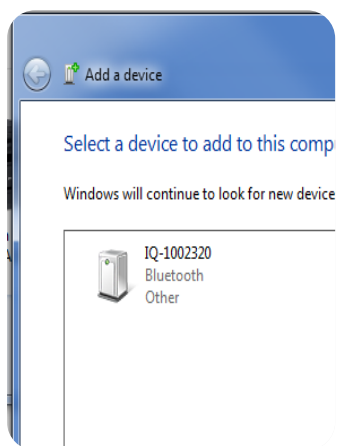 Add a device
Select a device to add to this comp
Windows will continue to look for new device
IQ-1002320
Bluetooth
Other